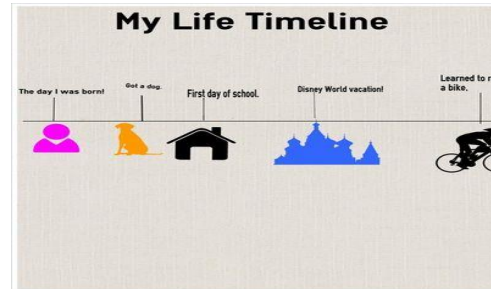 My Life Timeline
The day I was born!
Got a dog.
First day of school.
Disney World vacation!
Learned to
a bike.